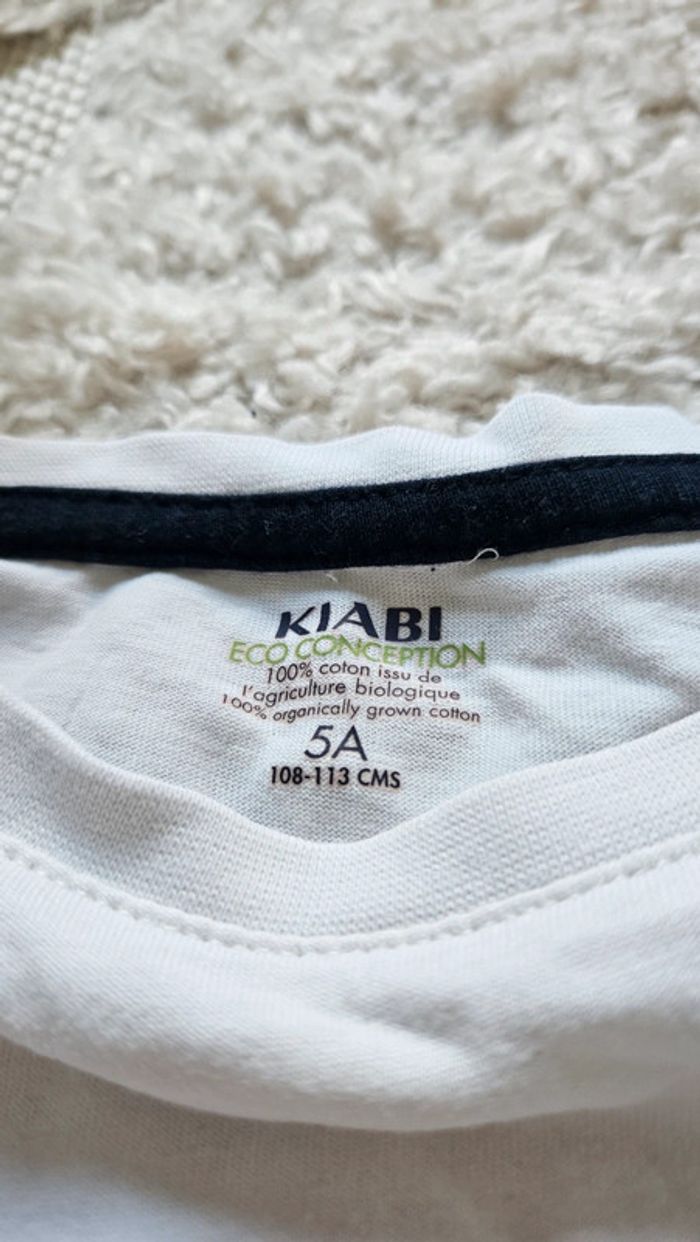 KIABI
ECO CONCEPTION
100% coton issu de
l'agriculture biologique
100% organically grown cotton
5A
108-113 CMS